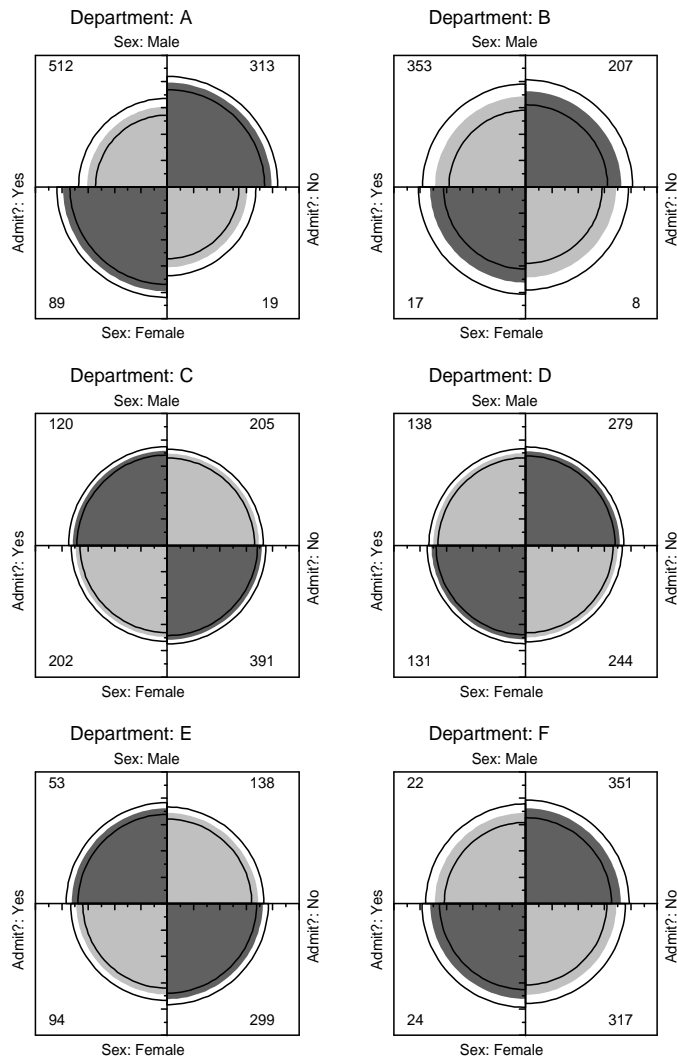 Department: A
Sex: Male
512
313
Admit?: Yes
Admit?: No
89
19
Sex: Female
Department: B
Sex: Male
353
207
Admit?: Yes
Admit?: No
17
8
Sex: Female
Department: C
Sex: Male
120
205
Admit?: Yes
Admit?: No
202
391
Sex: Female
Department: D
Sex: Male
138
279
Admit?: Yes
Admit?: No
131
244
Sex: Female
Department: E
Sex: Male
53
138
Admit?: Yes
Admit?: No
94
299
Sex: Female
Department: F
Sex: Male
22
351
Admit?: Yes
Admit?: No
24
317
Sex: Female